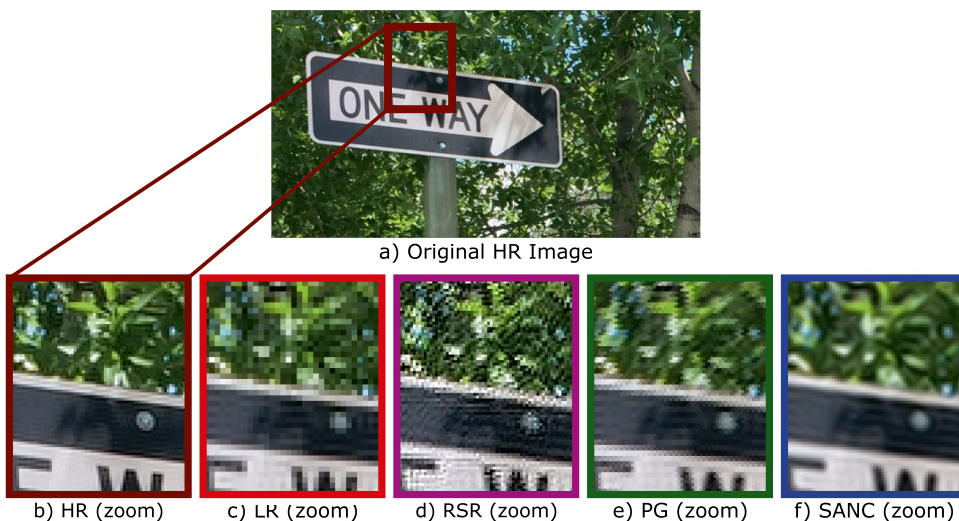 ONE WAY
a) Original HR Image
W
W
W
W
W
b) HR (zoom)
c) LR (zoom)
d) RSR (zoom)
e) PG (zoom)
f) SANC (zoom)